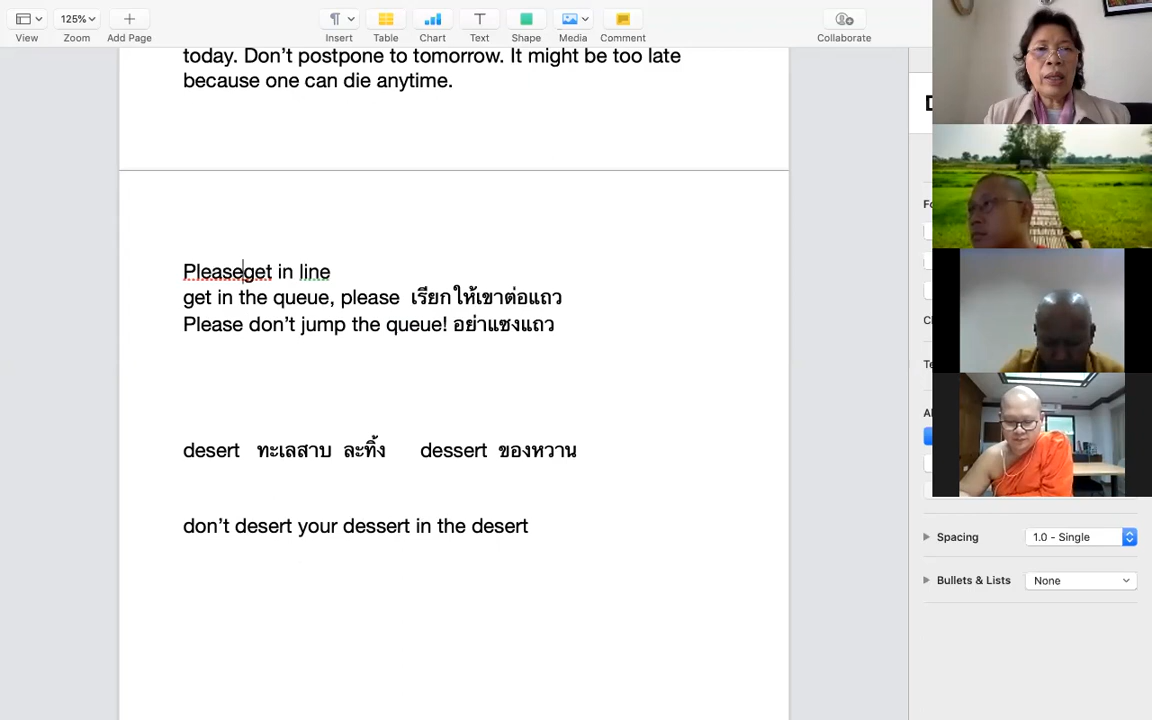 125%
View
Zoom
Add Page
Insert
Table
Chart
Text
Shape
Media
Comment
Collaborate
today. Don't postpone to tomorrow. It might be too late
because one can die anytime.
Pleaseget in line
get in the queue, please เรียกให้เขาต่อแถว
Please don't jump the queue! อย่าแซงแถว
desert ทะเลสาบ ละทิ้ง dessert ของหวาน
don't desert your dessert in the desert
Spacing
1.0 - Single
Bullets & Lists
None